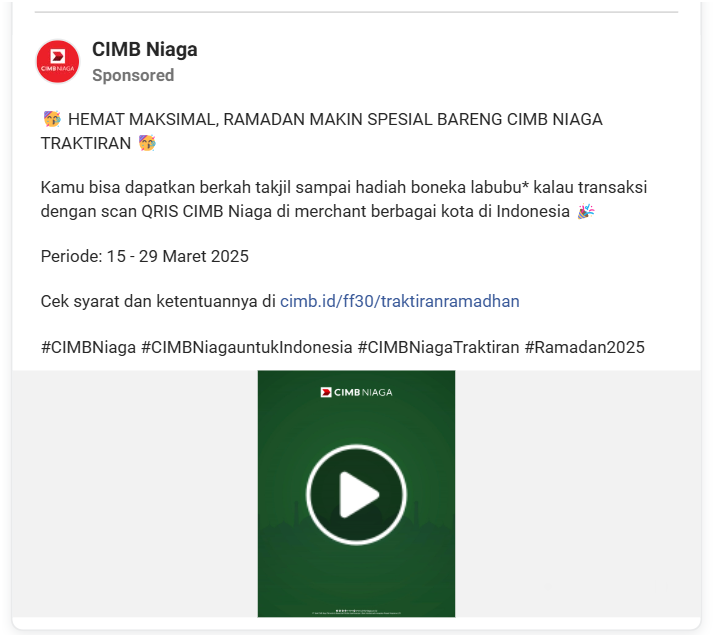 CIMB NIAGA
CIMB Niaga
Sponsored
🥳 HEMAT MAKSIMAL, RAMADAN MAKIN SPESIAL BARENG CIMB NIAGA
TRAKTIRAN 🥳
Kamu bisa dapatkan berkah takjil sampai hadiah boneka labubu* kalau transaksi
dengan scan QRIS CIMB Niaga di merchant berbagai kota di Indonesia 🎉
Periode: 15 - 29 Maret 2025
Cek syarat dan ketentuannya di cimb.id/ff30/traktiranramadhan
#CIMBNiaga #CIMBNiagauntukIndonesia #CIMBNiagaTraktiran #Ramadan2025
CIMB NIAGA